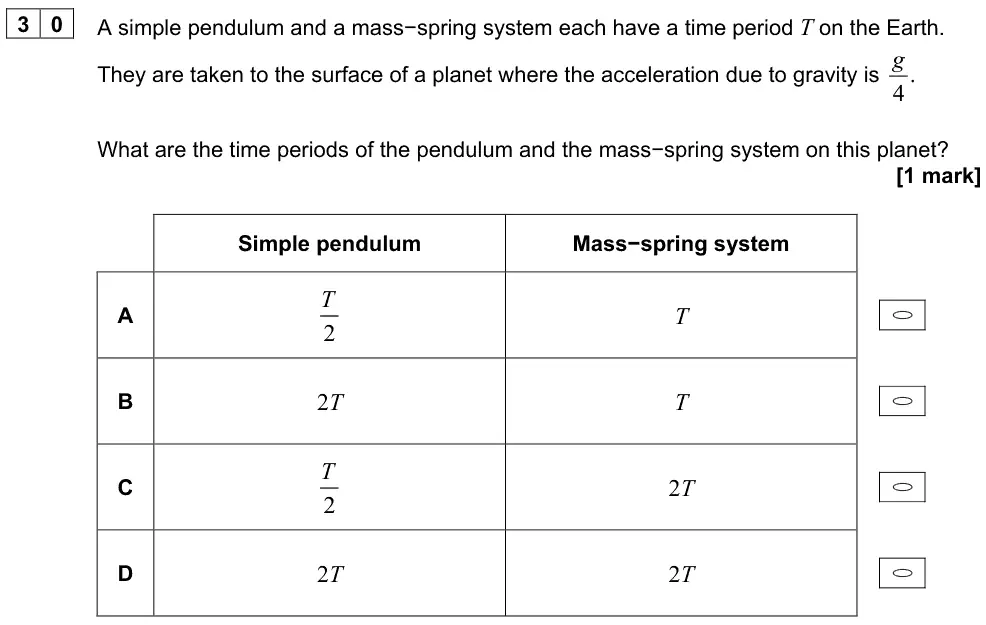 3 0 A simple pendulum and a mass−spring system each have a time period T on the Earth.
They are taken to the surface of a planet where the acceleration due to gravity is g/4.
What are the time periods of the pendulum and the mass−spring system on this planet?
[1 mark]
Simple pendulum Mass−spring system
A T/2 T
B 2T T
C T/2 2T
D 2T 2T